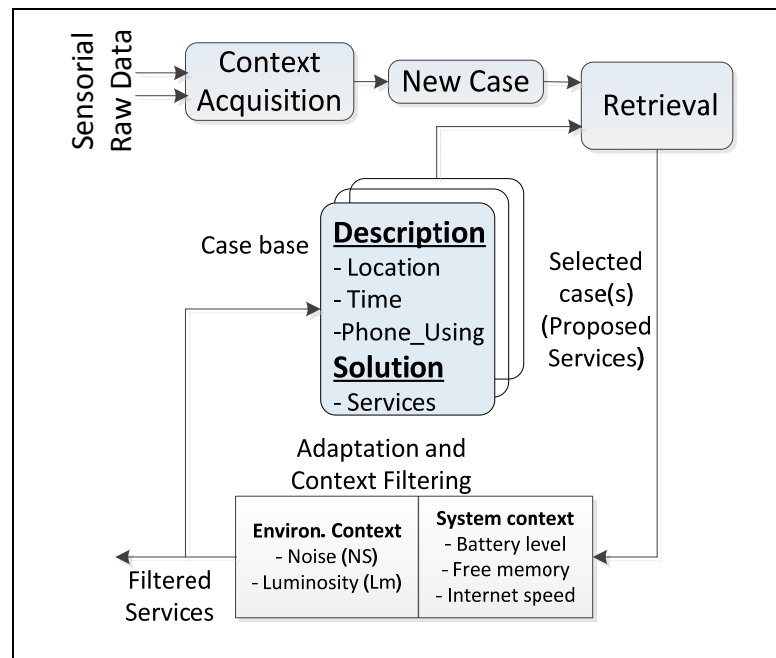 Sensorial
Raw Data
Context
Acquisition
New Case
Retrieval
Case base
Description
- Location
- Time
-Phone_Using
Solution
- Services
Selected
case(s)
(Proposed
Services)
Adaptation and
Context Filtering
Environ. Context
- Noise (NS)
- Luminosity (Lm)
System context
- Battery level
- Free memory
- Internet speed
Filtered
Services